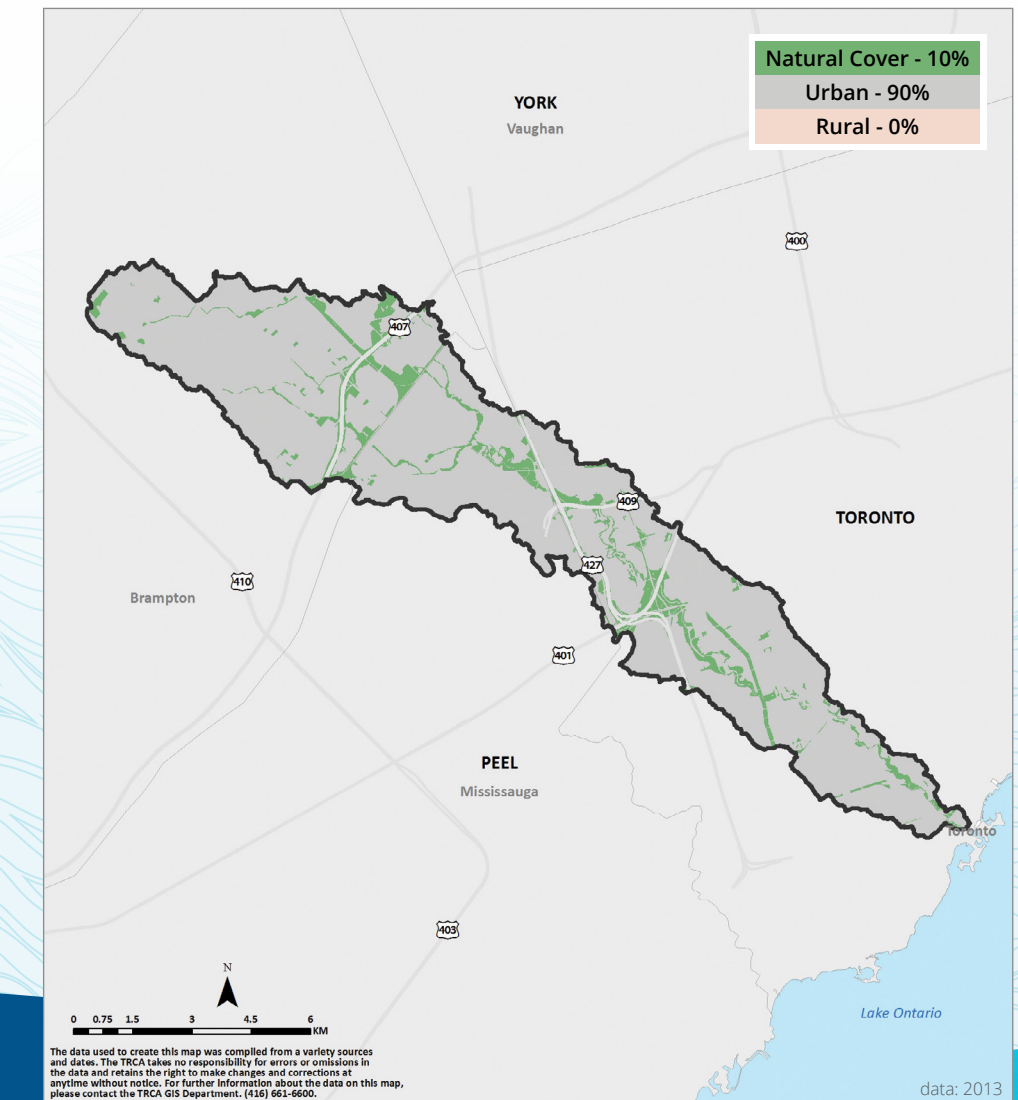 Natural Cover - 10%
Urban - 90%
Rural - 0%
YORK
Vaughan
400
407
409
TORONTO
427
410
Brampton
401
PEEL
Mississauga
Toronto
403
N
Lake Ontario
0 0.75 1.5 3 4.5 6
KM
The data used to create this map was compiled from a variety sources
and dates. The TRCA takes no responsibility for errors or omissions in
the data and retains the right to make changes and corrections at
anytime without notice. For further information about the data on this map,
please contact the TRCA GIS Department. (416) 661-6600.
data: 2013